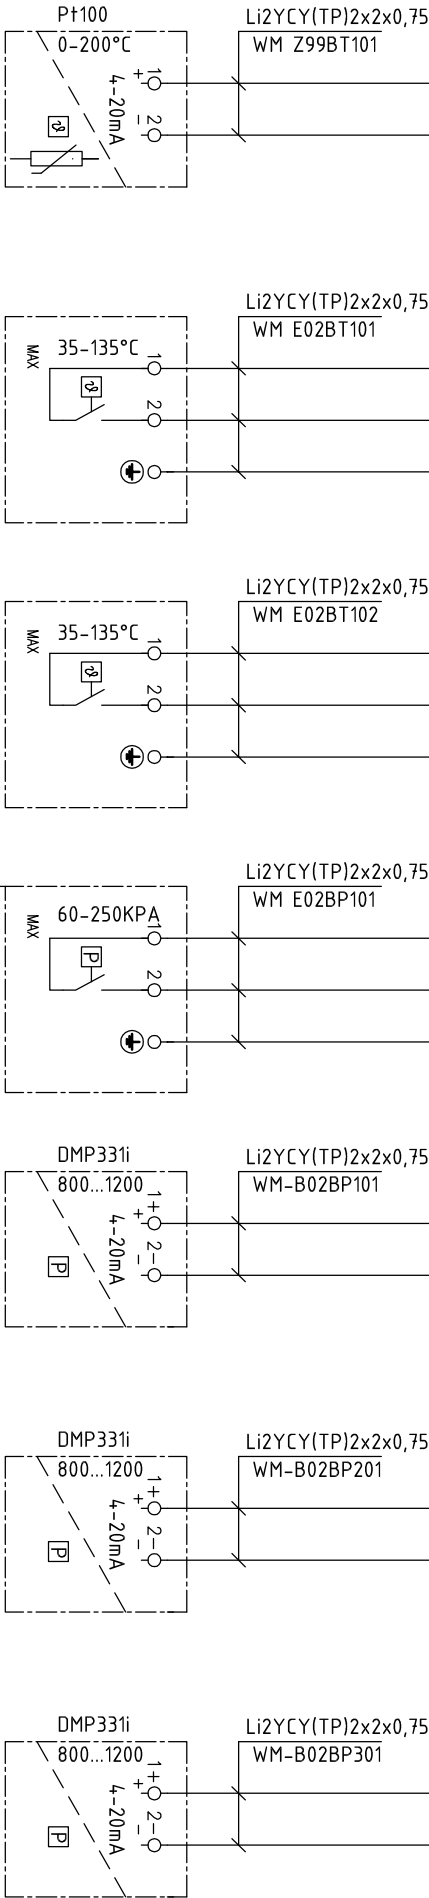 Pt100
Li2YCY(TP)2x2x0,75
0-200°C
WM Z99BT101
1
+
4-20mA
2
-
ϑ
Li2YCY(TP)2x2x0,75
WM E02BT101
MAX
35-135°C
1
ϑ
2
Li2YCY(TP)2x2x0,75
WM E02BT102
MAX
35-135°C
1
ϑ
2
Li2YCY(TP)2x2x0,75
WM E02BP101
MAX
60-250KPA
1
P
2
DMP331i
Li2YCY(TP)2x2x0,75
800...1200
WM-B02BP101
1+
+
4-20mA
2-
-
P
DMP331i
Li2YCY(TP)2x2x0,75
800...1200
WM-B02BP201
1+
+
4-20mA
2-
-
P
DMP331i
Li2YCY(TP)2x2x0,75
800...1200
WM-B02BP301
1+
+
4-20mA
2-
-
P